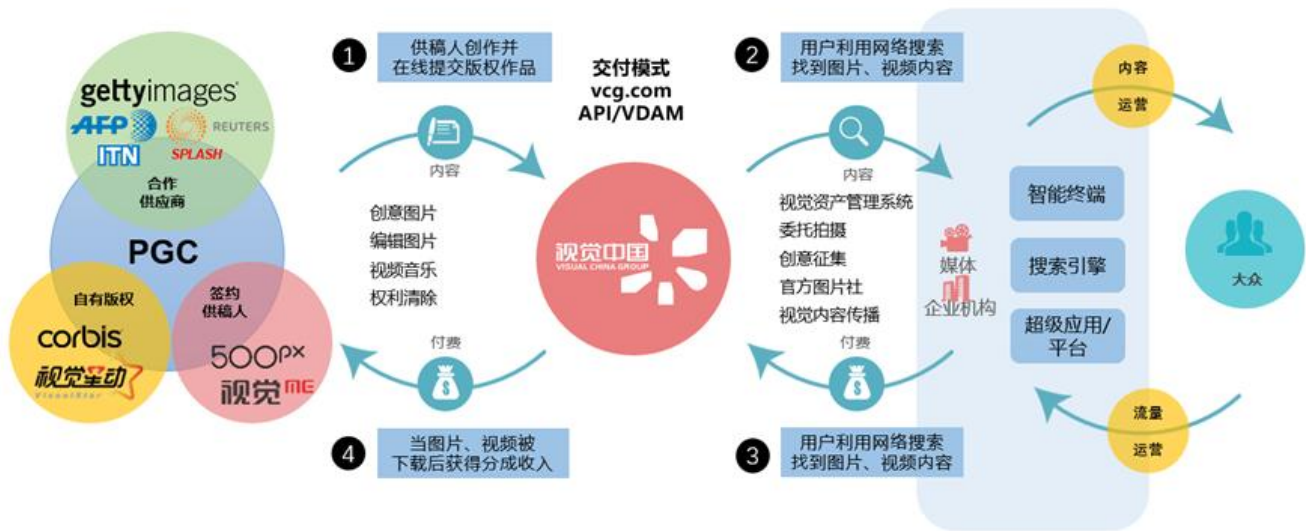 gettyimages®
AFP
REUTERS
ITN
SPLASH
合作
供应商
PGC
自有版权
corbis
视觉星动
VisualStar
签约
供稿人
500px
视觉ME
1
供稿人创作并
在线提交版权作品
内容
创意图片
编辑图片
视频音乐
权利清除
付费
$
4
当图片、视频被
下载后获得分成收入
交付模式
vcg.com
API/VDAM
视觉中国
VISUAL CHINA GROUP
2
用户利用网络搜索
找到图片、视频内容
内容
视觉资产管理系统
委托拍摄
创意征集
官方图片社
视觉内容传播
付费
$
3
用户利用网络搜索
找到图片、视频内容
媒体
企业机构
智能终端
搜索引擎
超级应用/
平台
内容
运营
大众
流量
运营